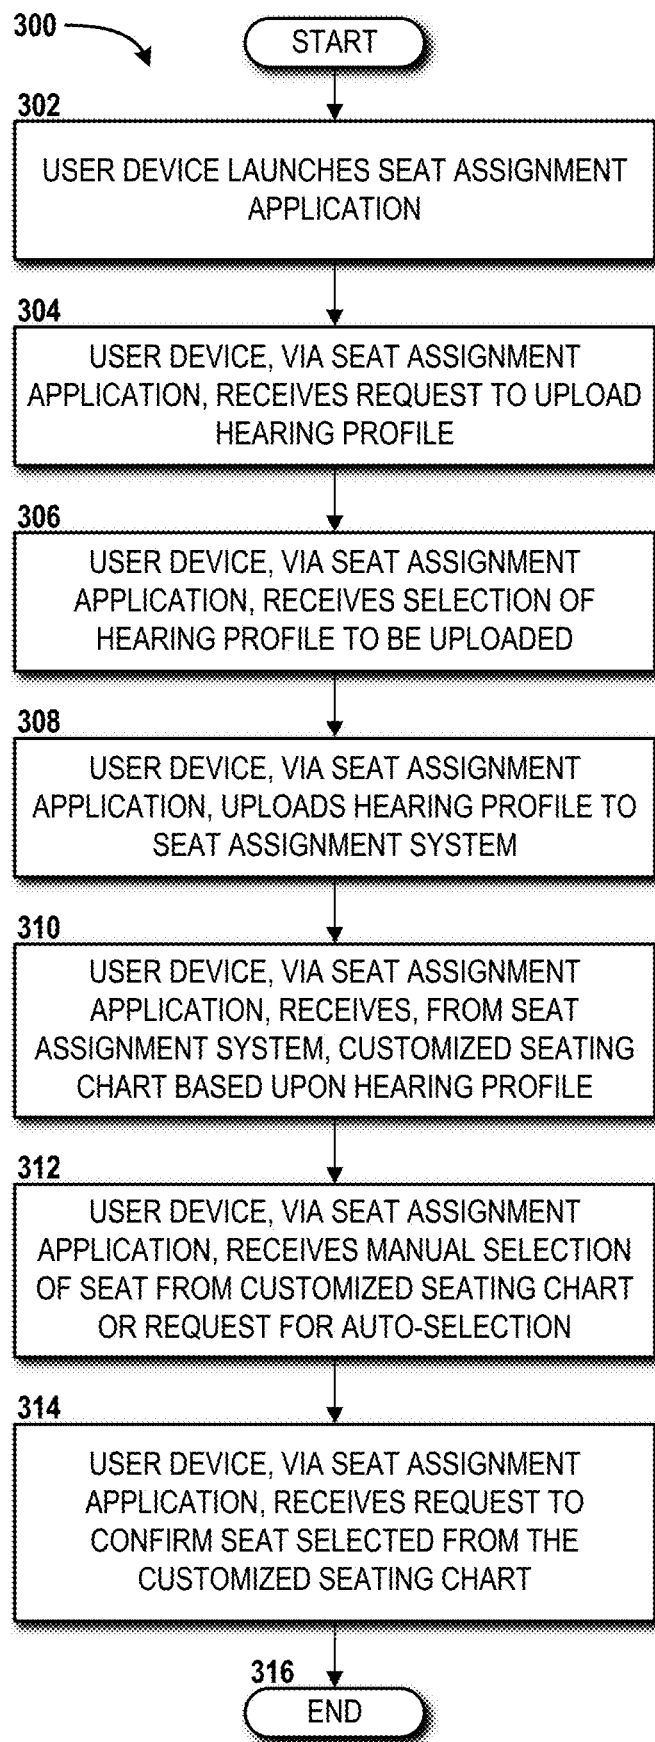 300
START
302
USER DEVICE LAUNCHES SEAT ASSIGNMENT
APPLICATION
304
USER DEVICE, VIA SEAT ASSIGNMENT
APPLICATION, RECEIVES REQUEST TO UPLOAD
HEARING PROFILE
306
USER DEVICE, VIA SEAT ASSIGNMENT
APPLICATION, RECEIVES SELECTION OF
HEARING PROFILE TO BE UPLOADED
308
USER DEVICE, VIA SEAT ASSIGNMENT
APPLICATION, UPLOADS HEARING PROFILE TO
SEAT ASSIGNMENT SYSTEM
310
USER DEVICE, VIA SEAT ASSIGNMENT
APPLICATION, RECEIVES, FROM SEAT
ASSIGNMENT SYSTEM, CUSTOMIZED SEATING
CHART BASED UPON HEARING PROFILE
312
USER DEVICE, VIA SEAT ASSIGNMENT
APPLICATION, RECEIVES MANUAL SELECTION
OF SEAT FROM CUSTOMIZED SEATING CHART
OR REQUEST FOR AUTO-SELECTION
314
USER DEVICE, VIA SEAT ASSIGNMENT
APPLICATION, RECEIVES REQUEST TO
CONFIRM SEAT SELECTED FROM THE
CUSTOMIZED SEATING CHART
316
END